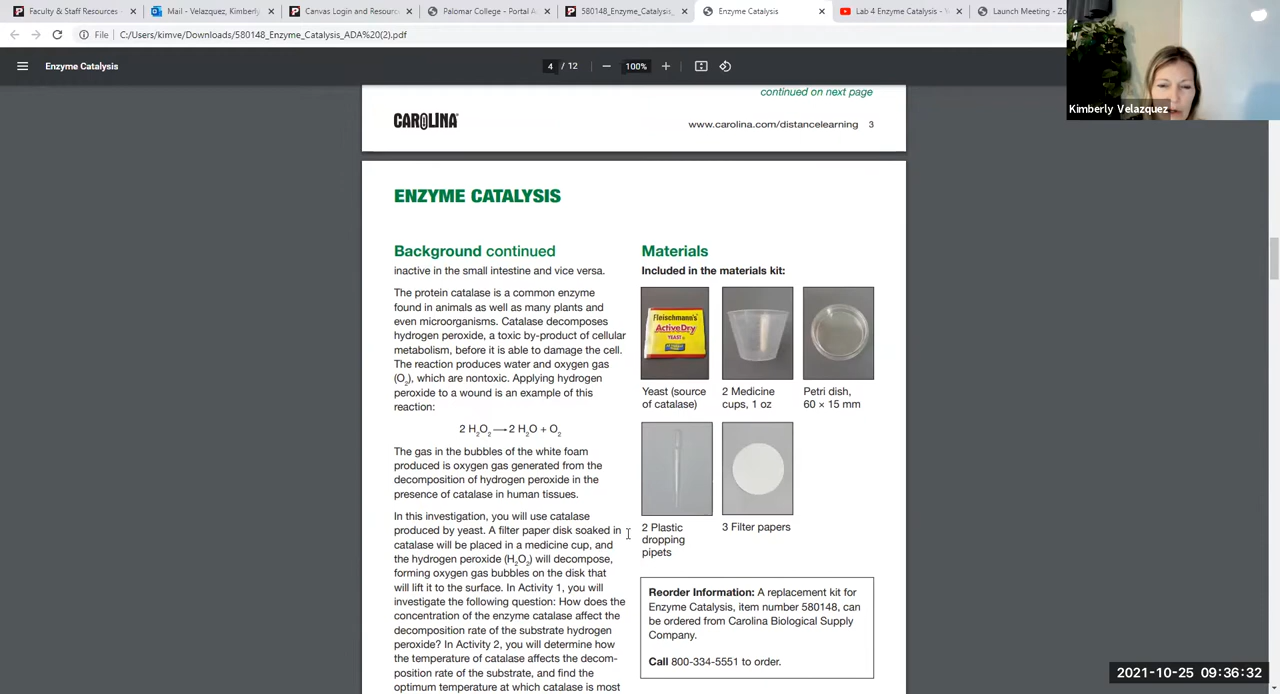 Faculty & Staff Resources -
Mail - Velazquez, Kimberly
Canvas Login and Resourc
Palomar College - Portal A
580148_Enzyme_Catalysis_
Enzyme Catalysis
Lab 4 Enzyme Catalysis -
Launch Meeting - Zo
File
C:/Users/kimve/Downloads/580148_Enzyme_Catalysis_ADA%20(2).pdf
Enzyme Catalysis
4 / 12
100%
Kimberly Velazquez
continued on next page
CAROLINA®
www.carolina.com/distancelearning 3
ENZYME CATALYSIS
Background continued
inactive in the small intestine and vice versa.
The protein catalase is a common enzyme
found in animals as well as many plants and
even microorganisms. Catalase decomposes
hydrogen peroxide, a toxic by-product of cellular
metabolism, before it is able to damage the cell.
The reaction produces water and oxygen gas
(O2), which are nontoxic. Applying hydrogen
peroxide to a wound is an example of this
reaction:
2 H2O2 → 2 H2O + O2
The gas in the bubbles of the white foam
produced is oxygen gas generated from the
decomposition of hydrogen peroxide in the
presence of catalase in human tissues.
In this investigation, you will use catalase
produced by yeast. A filter paper disk soaked in
catalase will be placed in a medicine cup, and
the hydrogen peroxide (H2O2) will decompose,
forming oxygen gas bubbles on the disk that
will lift it to the surface. In Activity 1, you will
investigate the following question: How does the
concentration of the enzyme catalase affect the
decomposition rate of the substrate hydrogen
peroxide? In Activity 2, you will determine how
the temperature of catalase affects the decom-
position rate of the substrate, and find the
optimum temperature at which catalase is most
Materials
Included in the materials kit:
Fleischmann's
ActiveDry
YEAST
Yeast (source
of catalase)
2 Medicine
cups, 1 oz
Petri dish,
60 × 15 mm
2 Plastic
dropping
pipets
3 Filter papers
Reorder Information: A replacement kit for
Enzyme Catalysis, item number 580148, can
be ordered from Carolina Biological Supply
Company.
Call 800-334-5551 to order.
2021-10-25 09:36:32